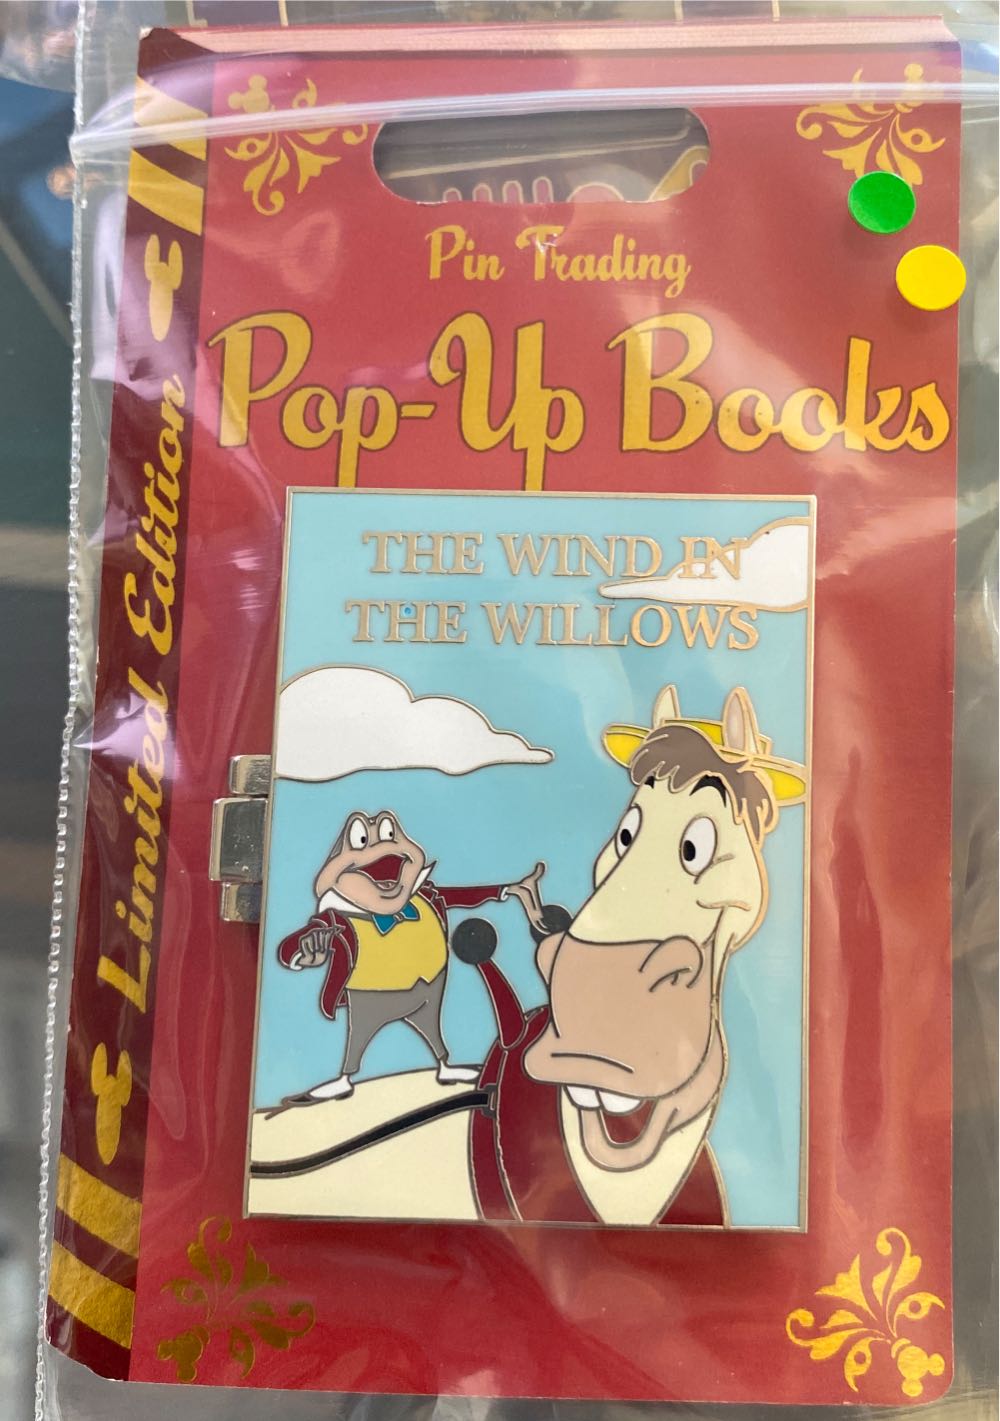 Pin Trading
Pop-Up Books
Limited Edition
THE WIND IN
THE WILLOWS